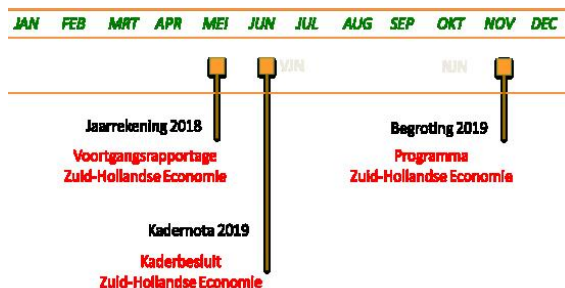 JAN FEB MRT APR MEI JUN JUL AUG SEP OKT NOV DEC
VJN NJN
Jaarrekening 2018
Voortgangsrapportage
Zuid-Hollandse Economie
Begroting 2019
Programma
Zuid-Hollandse Economie
Kadernota 2019
Kaderbesluit
Zuid-Hollandse Economie